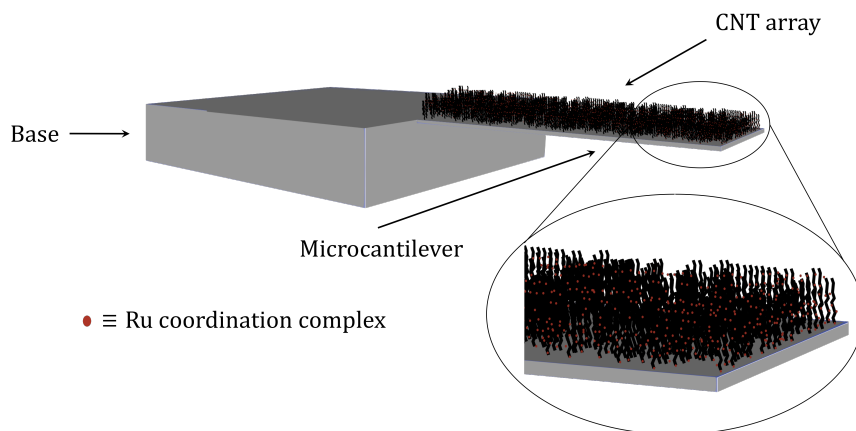 CNT array
Base
Microcantilever
≡ Ru coordination complex